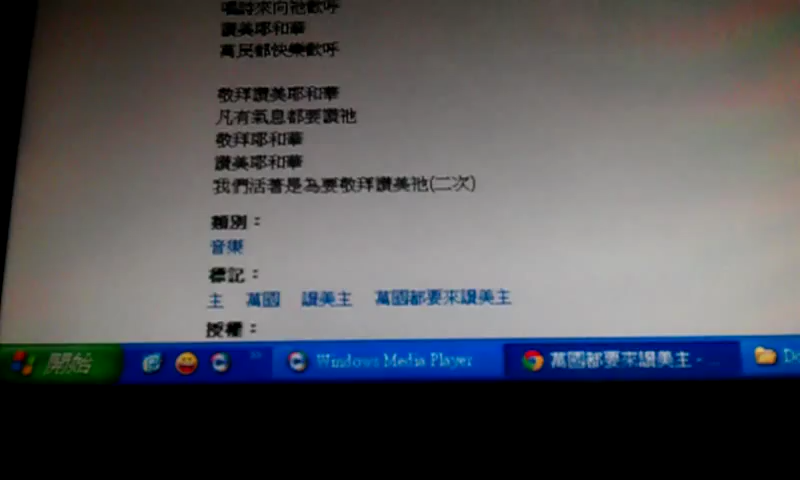 唱詩來向祂歡呼
讚美耶和華
萬民都快樂歡呼
敬拜讚美耶和華
凡有氣息都要讚祂
敬拜耶和華
讚美耶和華
我們活著是為要敬拜讚美祂(二次)
類別：
音樂
標記：
主 萬國 讚美主 萬國都要來讚美主
授權：
開始 Windows Media Player 萬國都要來讚美主 - ...